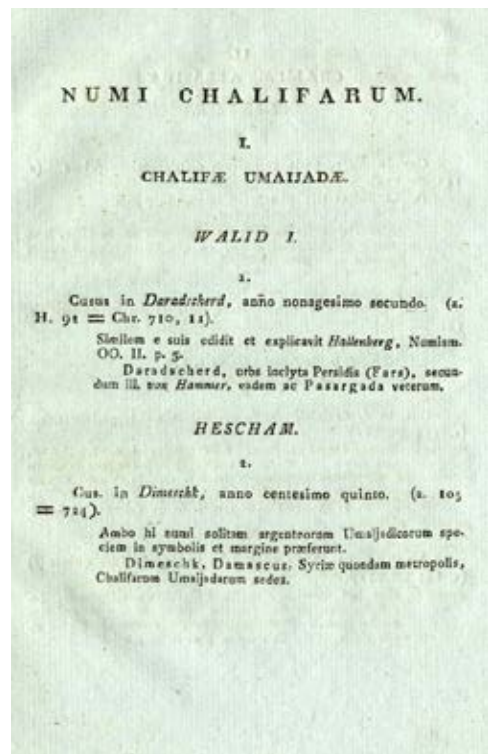 NUMI CHALIFARUM.
I.
CHALIFÆ UMAIJADÆ.
WALID I.
1.
Cusus in Daradscherd, anno nonagesimo secundo. (a.
H. 92 = Chr. 710, 11).
Similem e suis edidit et explicavit Hallenberg, Numism.
OO. II. p. 5.
Daradscherd, urbs inclyta Persidis (Fars), secun-
dum ill. von Hammer, eadem ac Pasargada veterum.
HESCHAM.
2.
Cus. in Dimeschk, anno centesimo quinto. (a. 105
= 724).
Ambo hi numi solitam argenteorum Umaijadicorum spe-
ciem in symbolis et margine præferunt.
Dimeschk, Damascus, Syriæ quondam metropolis,
Chalifarum Umaijadarum sedes.